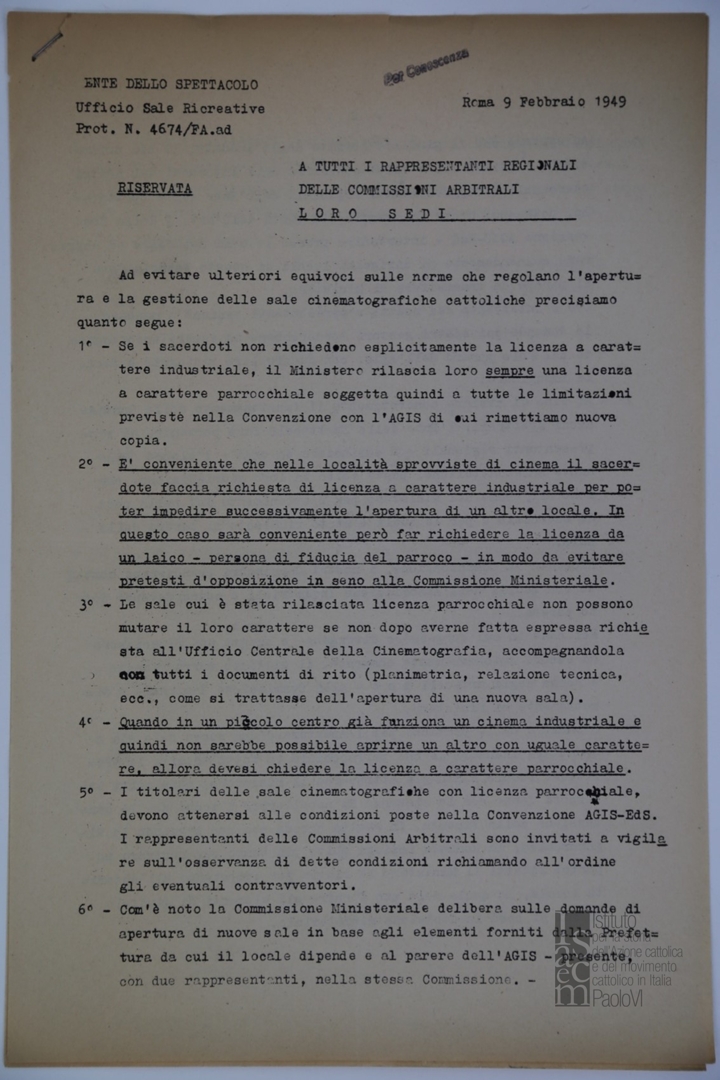 Per Conoscenza
ENTE DELLO SPETTACOLO
Ufficio Sale Ricreative
Prot. N. 4674/FA.ad
Roma 9 Febbraio 1949
A TUTTI I RAPPRESENTANTI REGIONALI
RISERVATA
DELLE COMMISSIONI ARBITRALI
LORO SEDI
Ad evitare ulteriori equivoci sulle norme che regolano l'apertu=
ra e la gestione delle sale cinematografiche cattoliche precisiamo
quanto segue:
1° - Se i sacerdoti non richiedono esplicitamente la licenza a carat=
tere industriale, il Ministero rilascia loro sempre una licenza
a carattere parrocchiale soggetta quindi a tutte le limitazioni
previste nella Convenzione con l'AGIS di cui rimettiamo nuova
copia.
2° - E' conveniente che nelle località sprovviste di cinema il sacer=
dote faccia richiesta di licenza a carattere industriale per po=
ter impedire successivamente l'apertura di un altro locale. In
questo caso sarà conveniente però far richiedere la licenza da
un laico - persona di fiducia del parroco - in modo da evitare
pretesti d'opposizione in seno alla Commissione Ministeriale.
3° - Le sale cui è stata rilasciata licenza parrocchiale non possono
mutare il loro carattere se non dopo averne fatta espressa richie
sta all'Ufficio Centrale della Cinematografia, accompagnandola
con tutti i documenti di rito (planimetria, relazione tecnica,
ecc., come si trattasse dell'apertura di una nuova sala).
4° - Quando in un piccolo centro già funziona un cinema industriale e
quindi non sarebbe possibile aprirne un altro con uguale caratte=
re, allora devesi chiedere la licenza a carattere parrocchiale.
5° - I titolari delle sale cinematografiche con licenza parrocchiale,
devono attenersi alle condizioni poste nella Convenzione AGIS-EdS.
I rappresentanti delle Commissioni Arbitrali sono invitati a vigila
re sull'osservanza di dette condizioni richiamando all'ordine
gli eventuali contravventori.
6° - Com'è noto la Commissione Ministeriale delibera sulle domande di
apertura di nuove sale in base agli elementi forniti dalla Prefet=
tura da cui il locale dipende e al parere dell'AGIS - presente,
con due rappresentanti, nella stessa Commissione. -
Istituto
per la storia
dell'Azione cattolica
e del movimento
cattolico in Italia
PaoloVI